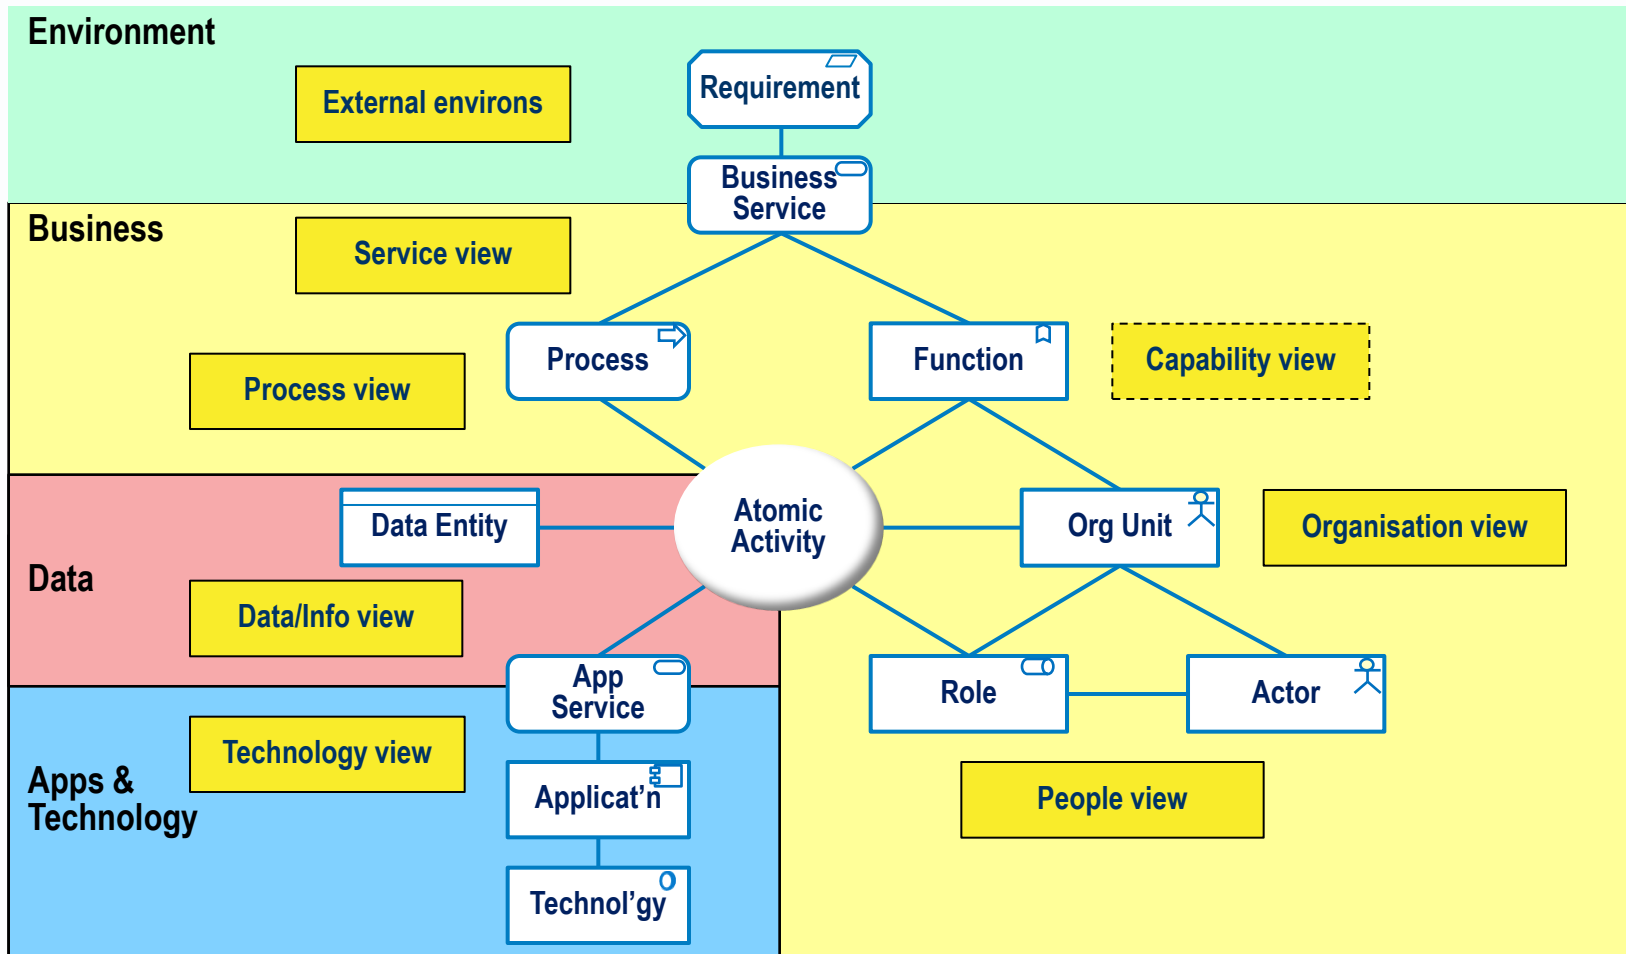 Environment
External environs
Requirement
Business
Service
Business
Service view
Process
Function
Capability view
Process view
Data Entity
Atomic
Activity
Org Unit
Organisation view
Data
Data/Info view
App
Service
Role
Actor
Technology view
Apps &
Technology
Applicat’n
People view
Technol’gy